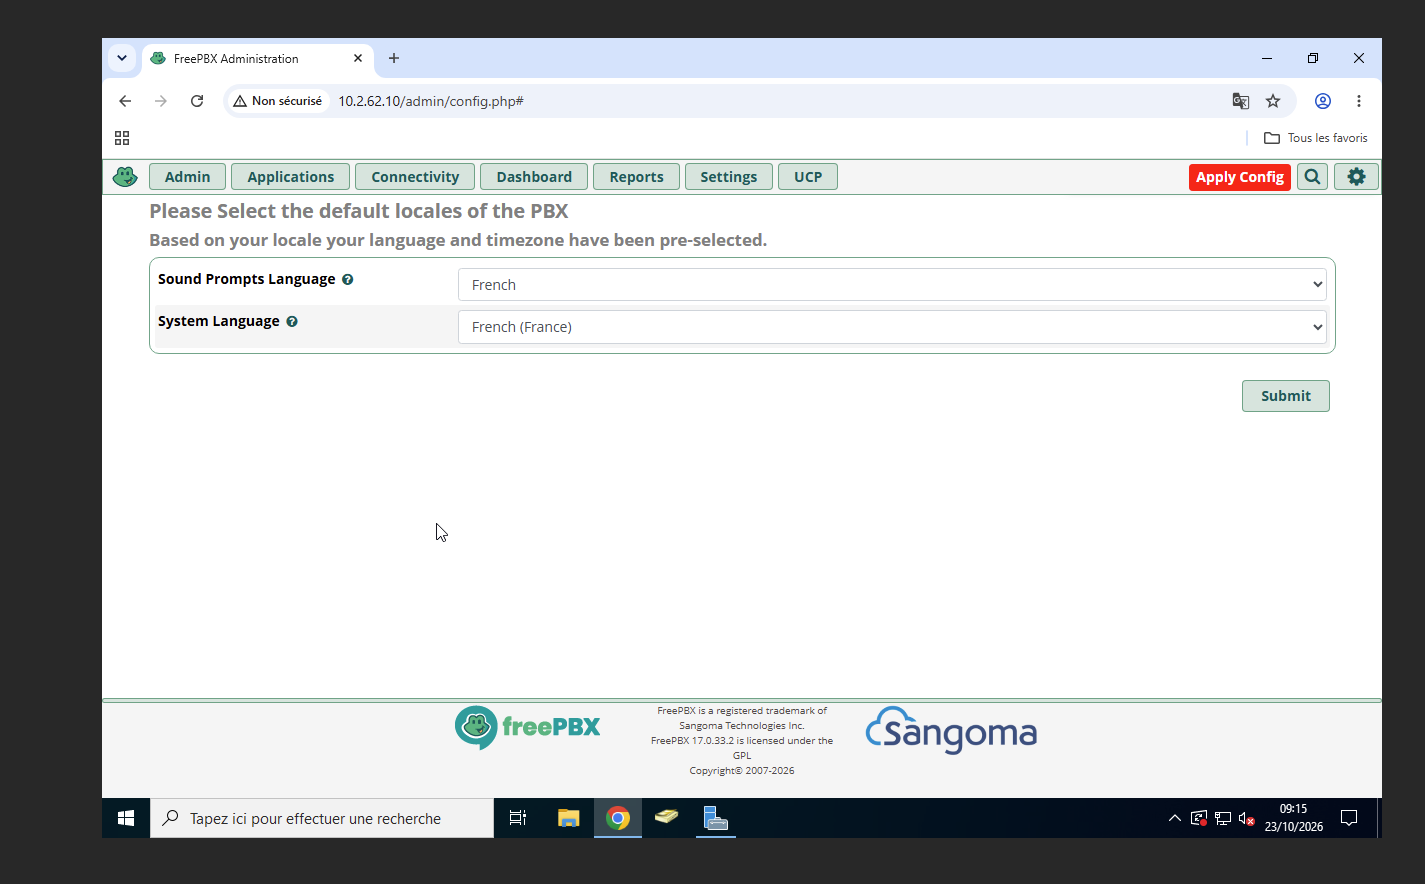 FreePBX Administration
Non sécurisé 10.2.62.10/admin/config.php#
Tous les favoris
Admin Applications Connectivity Dashboard Reports Settings UCP Apply Config
Please Select the default locales of the PBX
Based on your locale your language and timezone have been pre-selected.
Sound Prompts Language French
System Language French (France)
Submit
freePBX
FreePBX is a registered trademark of
Sangoma Technologies Inc.
FreePBX 17.0.33.2 is licensed under the
GPL
Copyright© 2007-2026
Sangoma
Tapez ici pour effectuer une recherche
09:15
23/10/2026